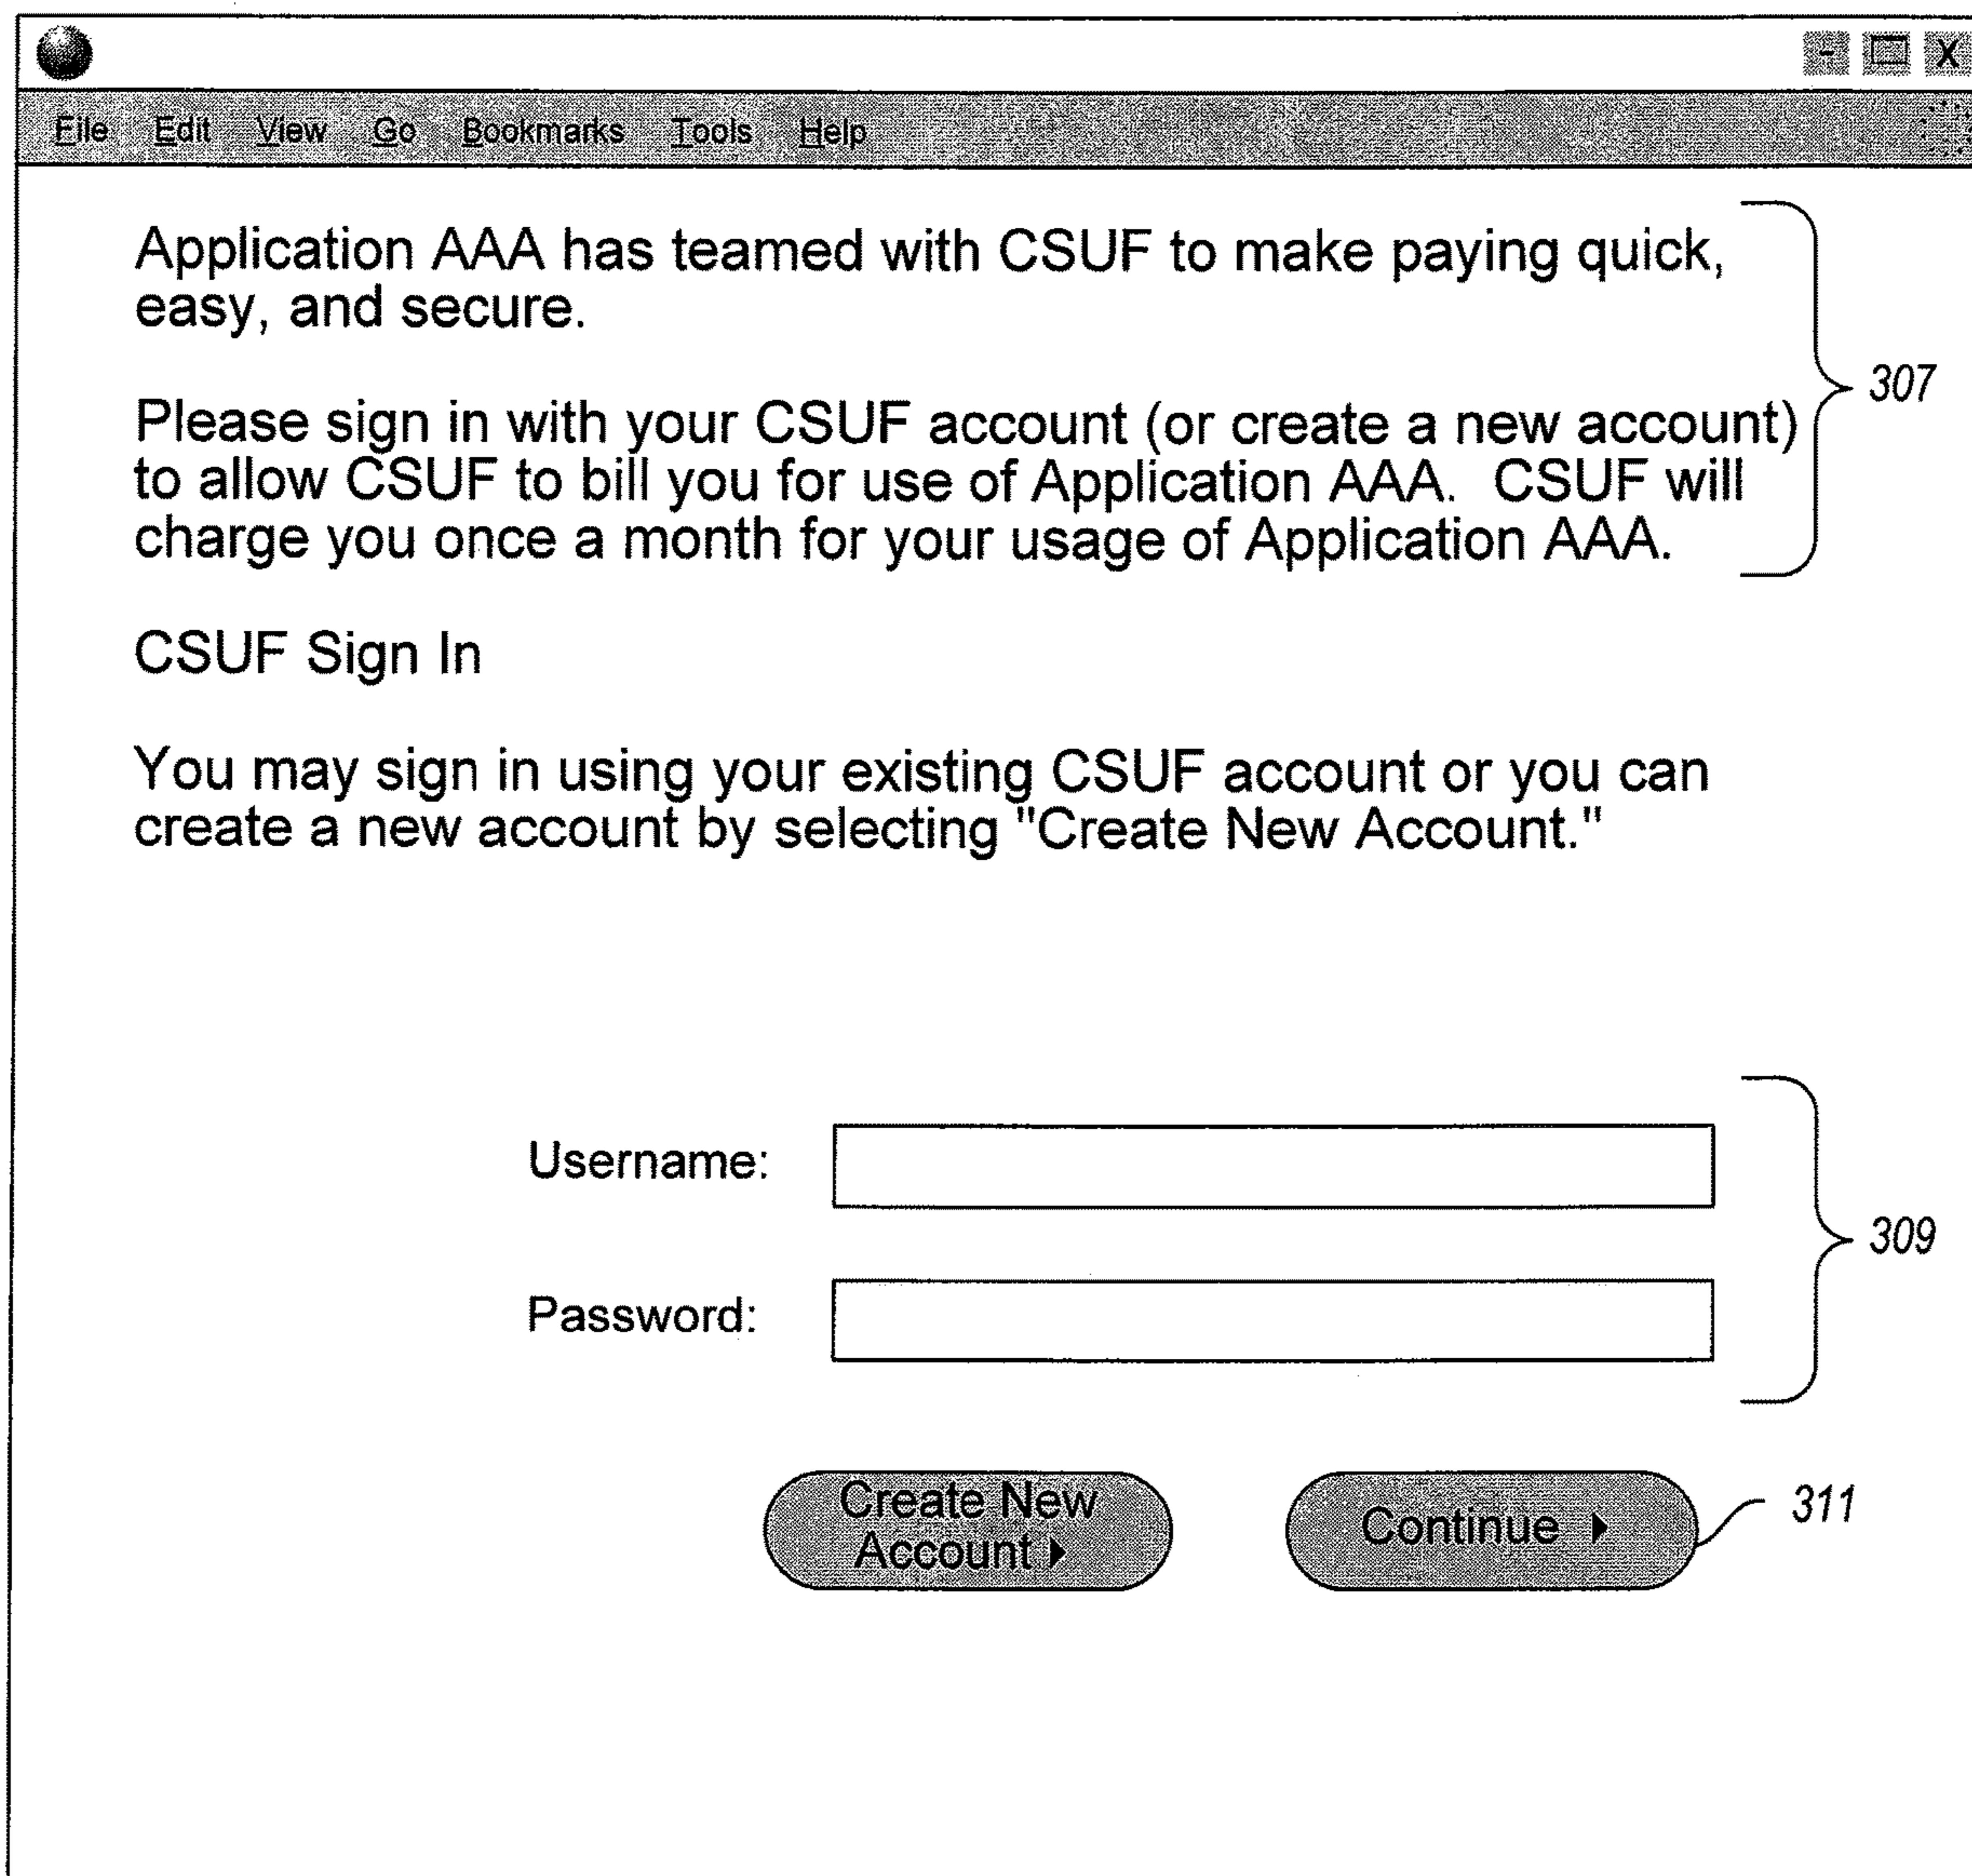 - X
File Edit View Go Bookmarks Tools Help
Application AAA has teamed with CSUF to make paying quick,
easy, and secure.
307
Please sign in with your CSUF account (or create a new account)
to allow CSUF to bill you for use of Application AAA. CSUF will
charge you once a month for your usage of Application AAA.
CSUF Sign In
You may sign in using your existing CSUF account or you can
create a new account by selecting "Create New Account."
Username:
309
Password:
Create New
Account
Continue
311